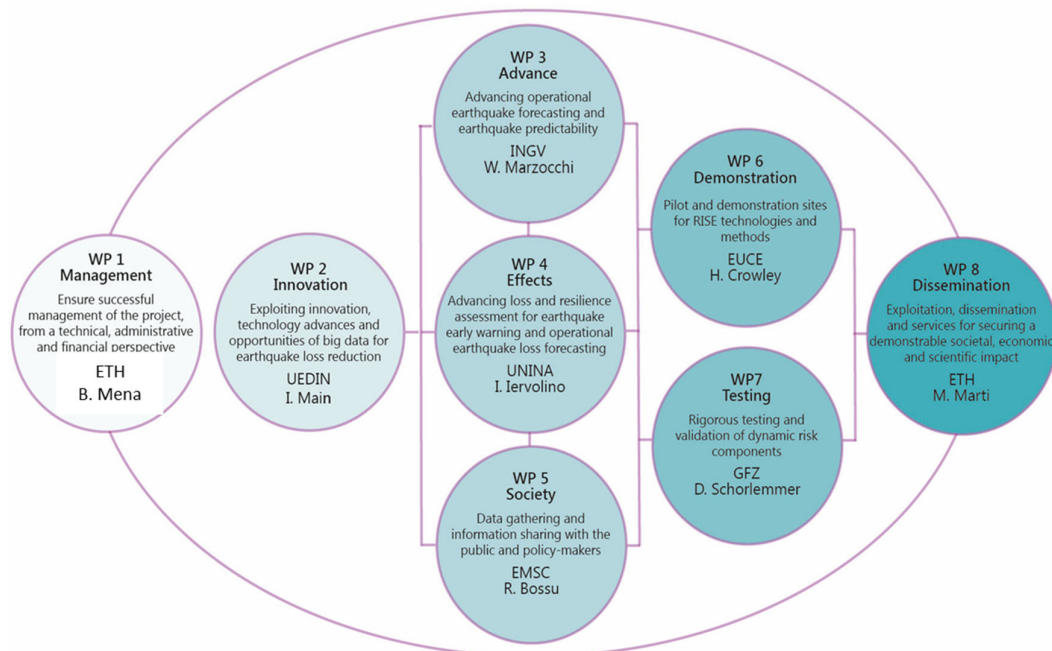 WP 1
Management
Ensure successful
management of the project,
from a technical, administrative
and financial perspective
ETH
B. Mena
WP 2
Innovation
Exploiting innovation,
technology advances and
opportunities of big data for
earthquake loss reduction
UEDIN
I. Main
WP 3
Advance
Advancing operational
earthquake forecasting and
earthquake predictability
INGV
W. Marzocchi
WP 4
Effects
Advancing loss and resilience
assessment for earthquake
early warning and operational
earthquake loss forecasting
UNINA
I. Iervolino
WP 5
Society
Data gathering and
information sharing with the
public and policy-makers
EMSC
R. Bossu
WP 6
Demonstration
Pilot and demonstration sites
for RISE technologies and
methods
EUCE
H. Crowley
WP7
Testing
Rigorous testing and
validation of dynamic risk
components
GFZ
D. Schorlemmer
WP 8
Dissemination
Exploitation, dissemination
and services for securing a
demonstrable societal, economic
and scientific impact
ETH
M. Marti